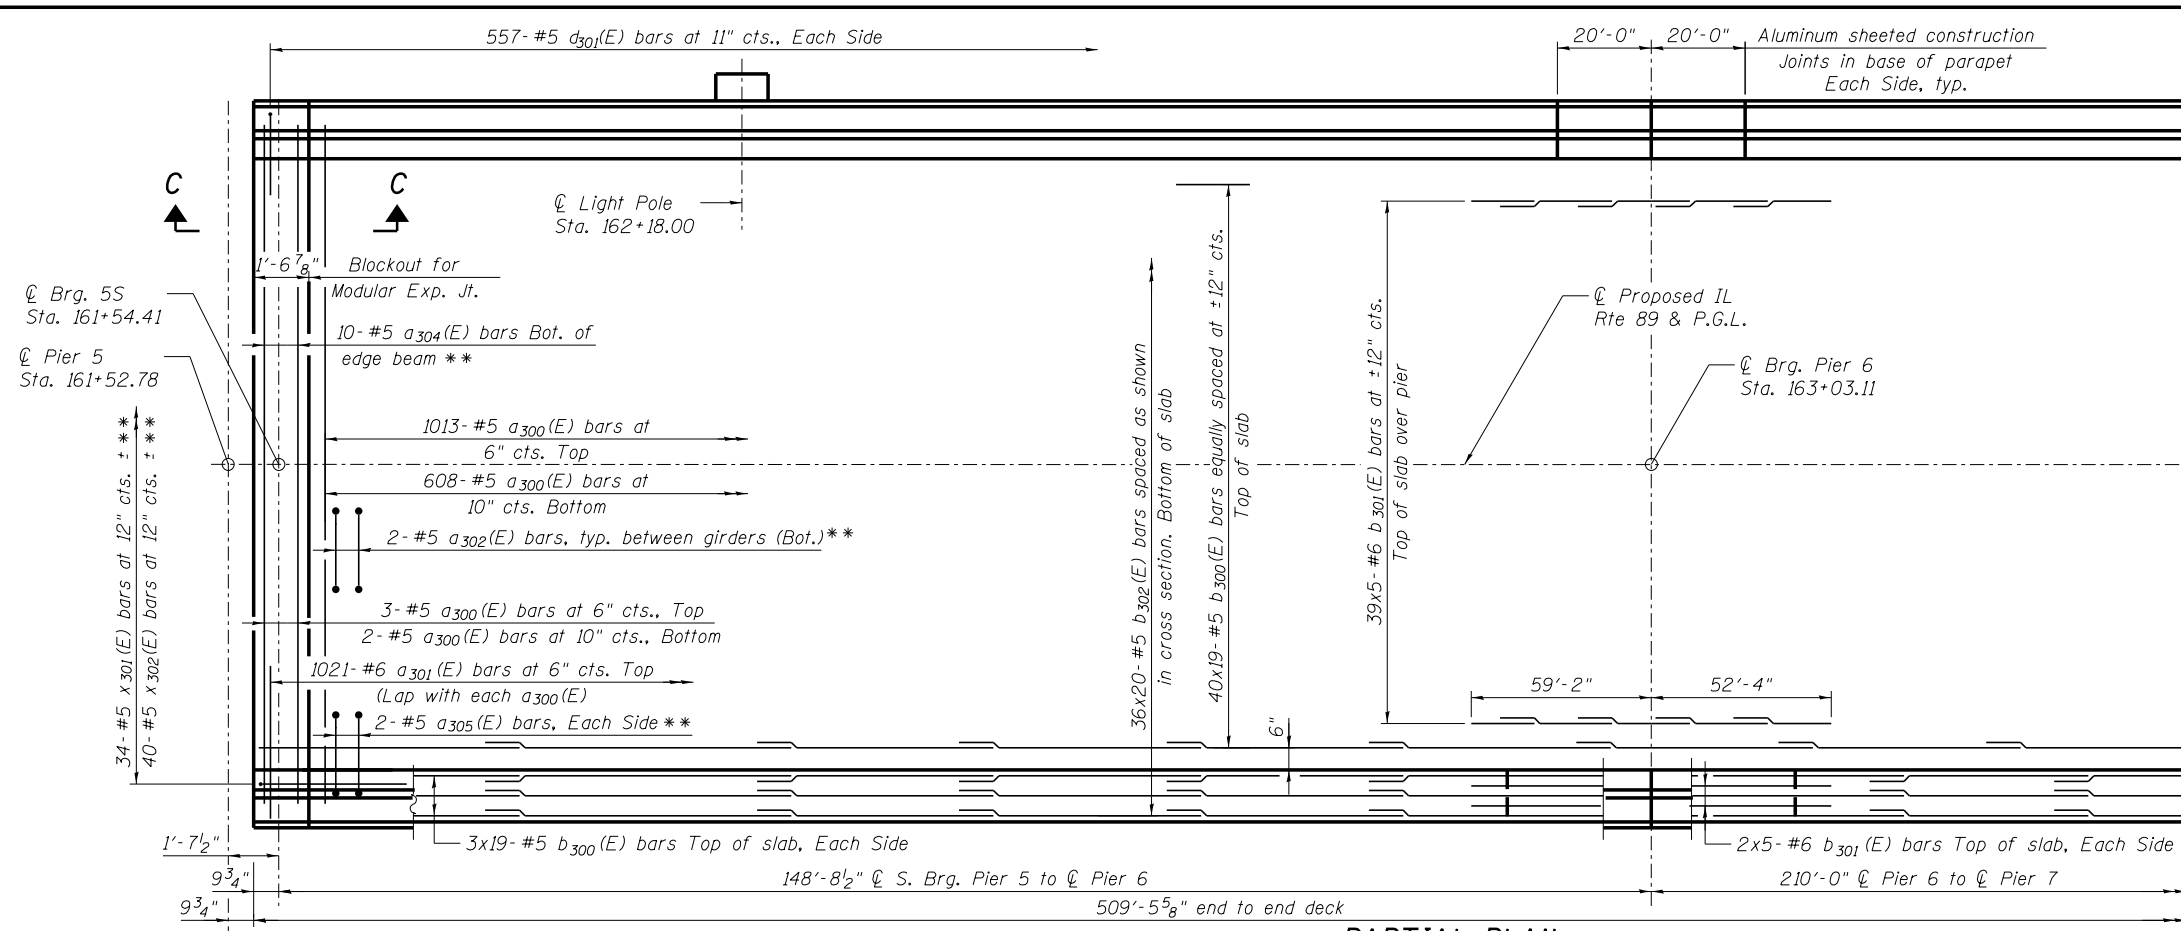 557-#5 d301(E) bars at 11" cts., Each Side
20'-0"
20'-0"
Aluminum sheeted construction
Joints in base of parapet
Each Side, typ.
C
C
℄ Light Pole
Sta. 162+18.00
1'-6 7/8"
Blockout for
Modular Exp. Jt.
℄ Brg. 5S
Sta. 161+54.41
℄ Pier 5
Sta. 161+52.78
10-#5 a304(E) bars Bot. of
edge beam **
℄ Proposed IL
Rte 89 & P.G.L.
℄ Brg. Pier 6
Sta. 163+03.11
34-#5 x301(E) bars at 12" cts. ± **
40-#5 x302(E) bars at 12" cts. ± **
1013-#5 a300(E) bars at
6" cts. Top
608-#5 a300(E) bars at
10" cts. Bottom
2-#5 a302(E) bars, typ. between girders (Bot.)**
3-#5 a300(E) bars at 6" cts., Top
2-#5 a300(E) bars at 10" cts., Bottom
1021-#6 a301(E) bars at 6" cts. Top
(Lap with each a300(E)
2-#5 a305(E) bars, Each Side **
36x20-#5 b302(E) bars spaced as shown
in cross section. Bottom of slab
40x19-#5 b300(E) bars equally spaced at ±12" cts.
Top of slab
39x5-#6 b301(E) bars at ±12" cts.
Top of slab over pier
59'-2"
52'-4"
6"
3x19-#5 b300(E) bars Top of slab, Each Side
2x5-#6 b301(E) bars Top of slab, Each Side
1'-7 1/2"
9 3/4"
148'-8 1/2" ℄ S. Brg. Pier 5 to ℄ Pier 6
210'-0" ℄ Pier 6 to ℄ Pier 7
9 3/4"
509'-5 5/8" end to end deck
PARTIAL PLAN